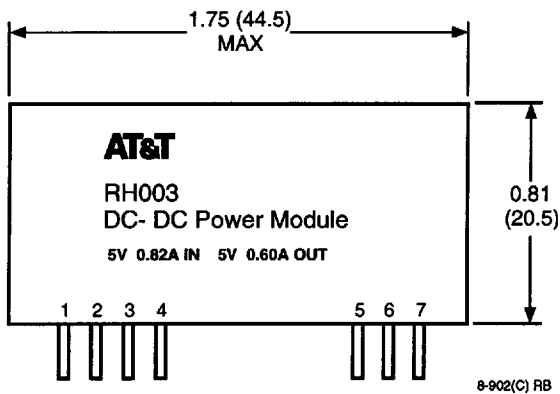 1.75 (44.5)
MAX
AT&T
RH003
DC- DC Power Module
5V 0.82A IN 5V 0.60A OUT
0.81
(20.5)
1 2 3 4 5 6 7
8-902(C) RB